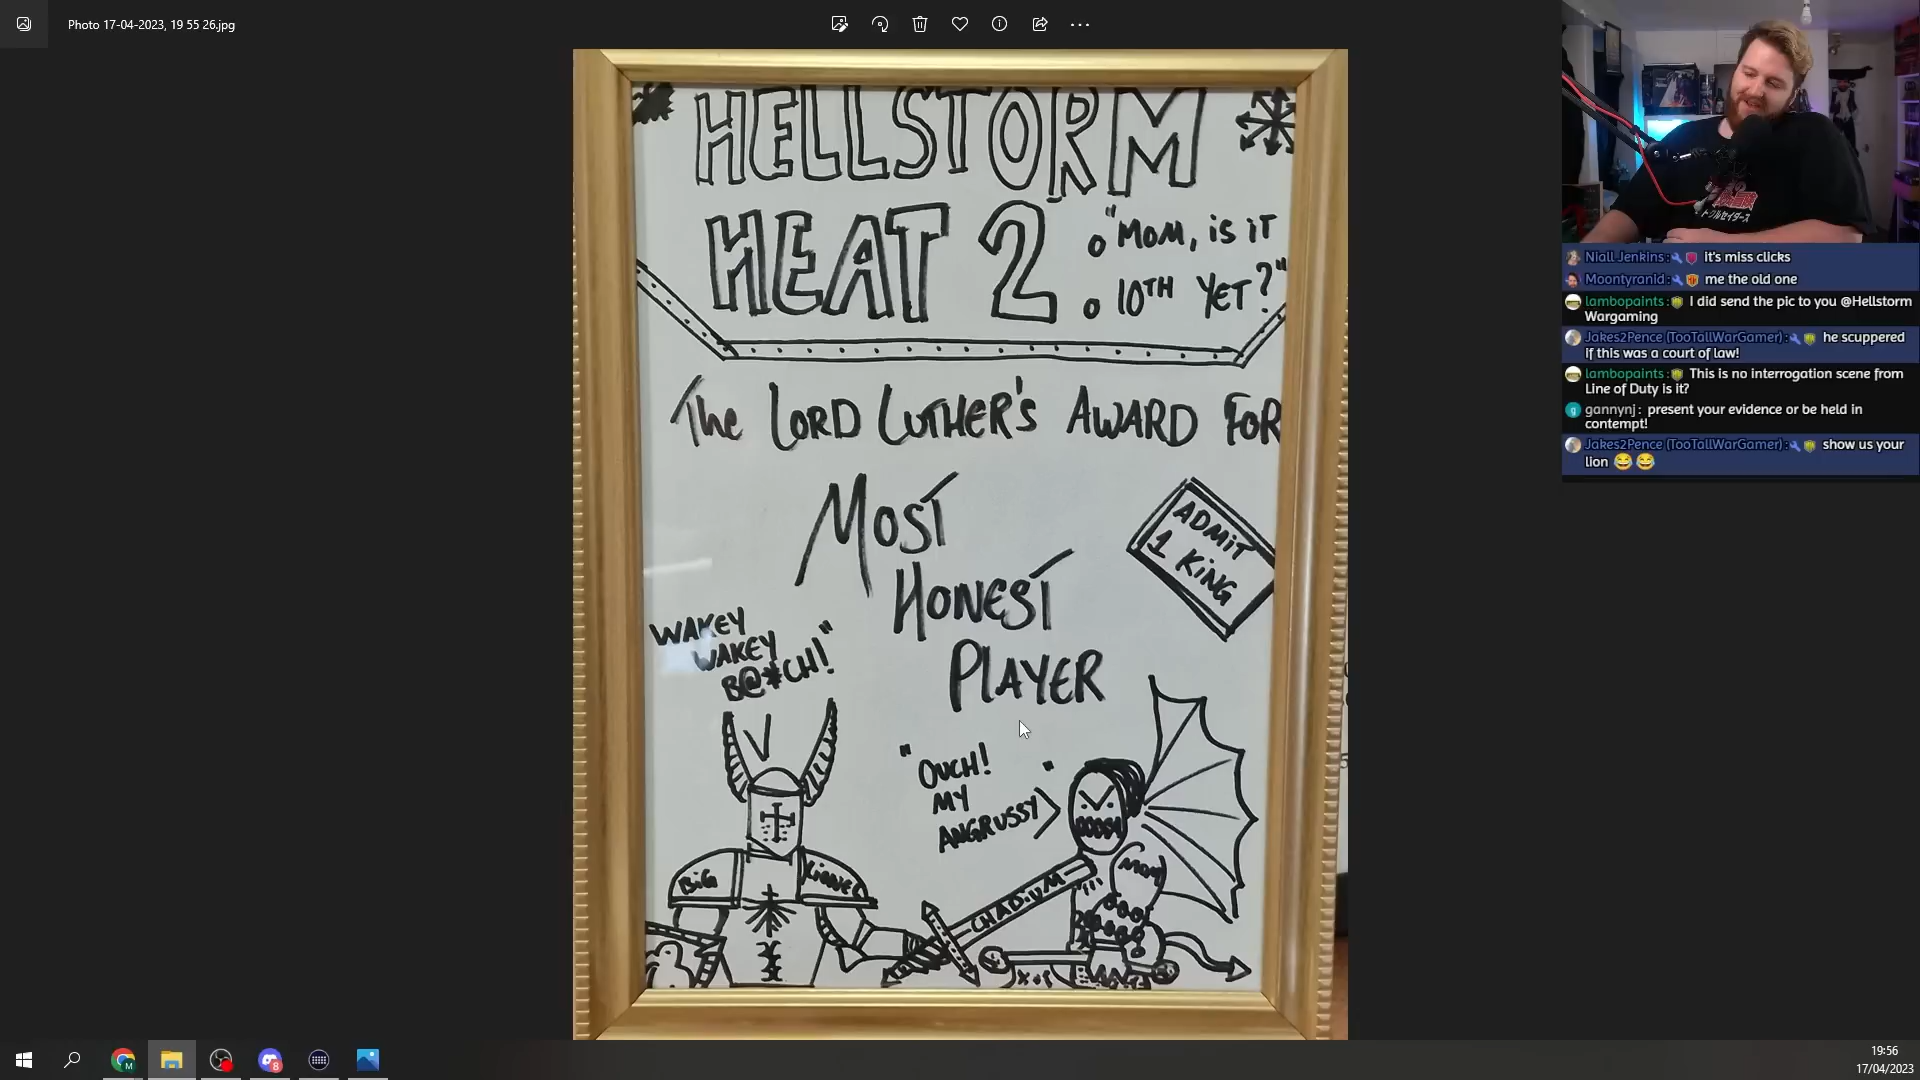 Photo 17-04-2023, 19 55 26.jpg
HELLSTORM
HEAT 2
"MOM, is iT
10TH YET?"
The LORD LUTHER'S AWARD FOR
MOST
HONEST
PLAYER
ADMIT
1 KING
WAKEY
WAKEY
B@*CH!"
"OUCH!
MY
ANGRUSSY"
BIG
CHADIUM
MOM
Niall Jenkins: it's miss clicks
Moontyranid: me the old one
lambopaints: I did send the pic to you @Hellstorm
Wargaming
Jakes2Pence (TooTallWarGamer): he scuppered
if this was a court of law!
lambopaints: This is no interrogation scene from
Line of Duty is it?
g gannynj: present your evidence or be held in
contempt!
Jakes2Pence (TooTallWarGamer): show us your
lion 😂 😂
M
8
19:56
17/04/2023